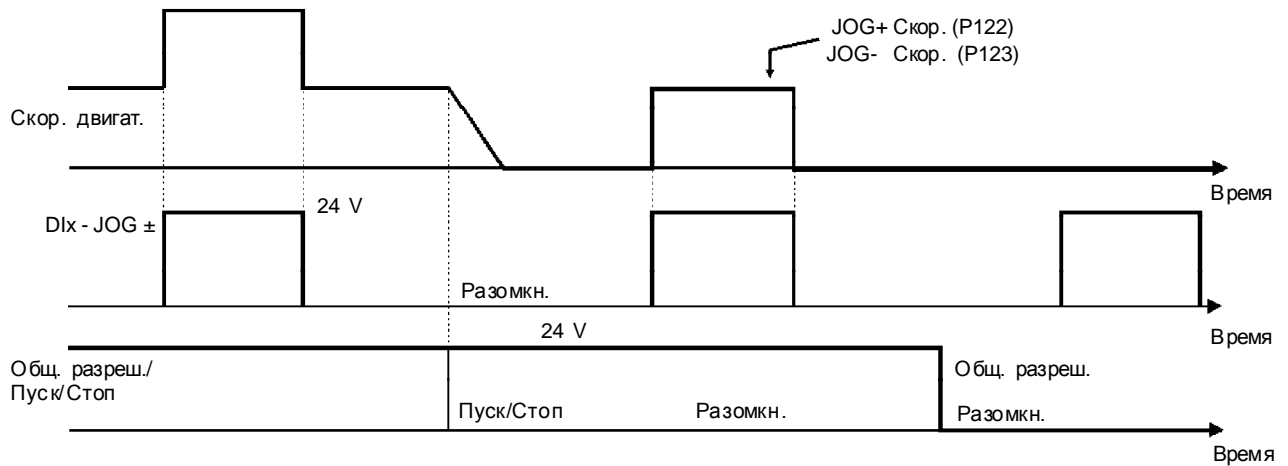 JOG+ Скор. (P122)
JOG- Скор. (P123)
Скор. двигат.
Время
24 V
DIx - JOG ±
Разомкн.
Время
24 V
Общ. разреш./
Пуск/Стоп
Общ. разреш.
Пуск/Стоп
Разомкн.
Разомкн.
Время